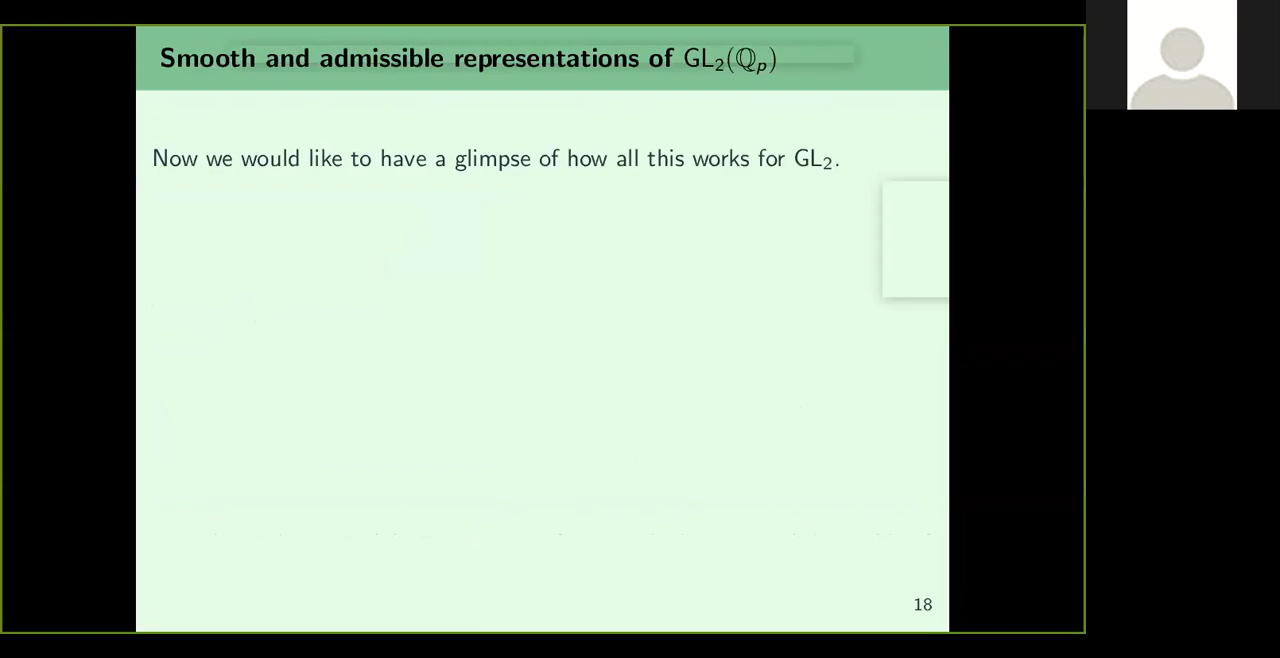 Smooth and admissible representations of GL₂(ℚₚ)
Now we would like to have a glimpse of how all this works for GL₂.
18